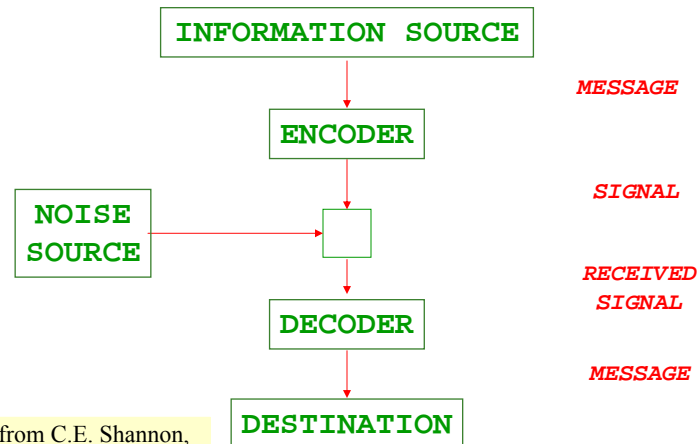 INFORMATION SOURCE
MESSAGE
ENCODER
SIGNAL
NOISE
SOURCE
RECEIVED
SIGNAL
DECODER
MESSAGE
DESTINATION
from C.E. Shannon,